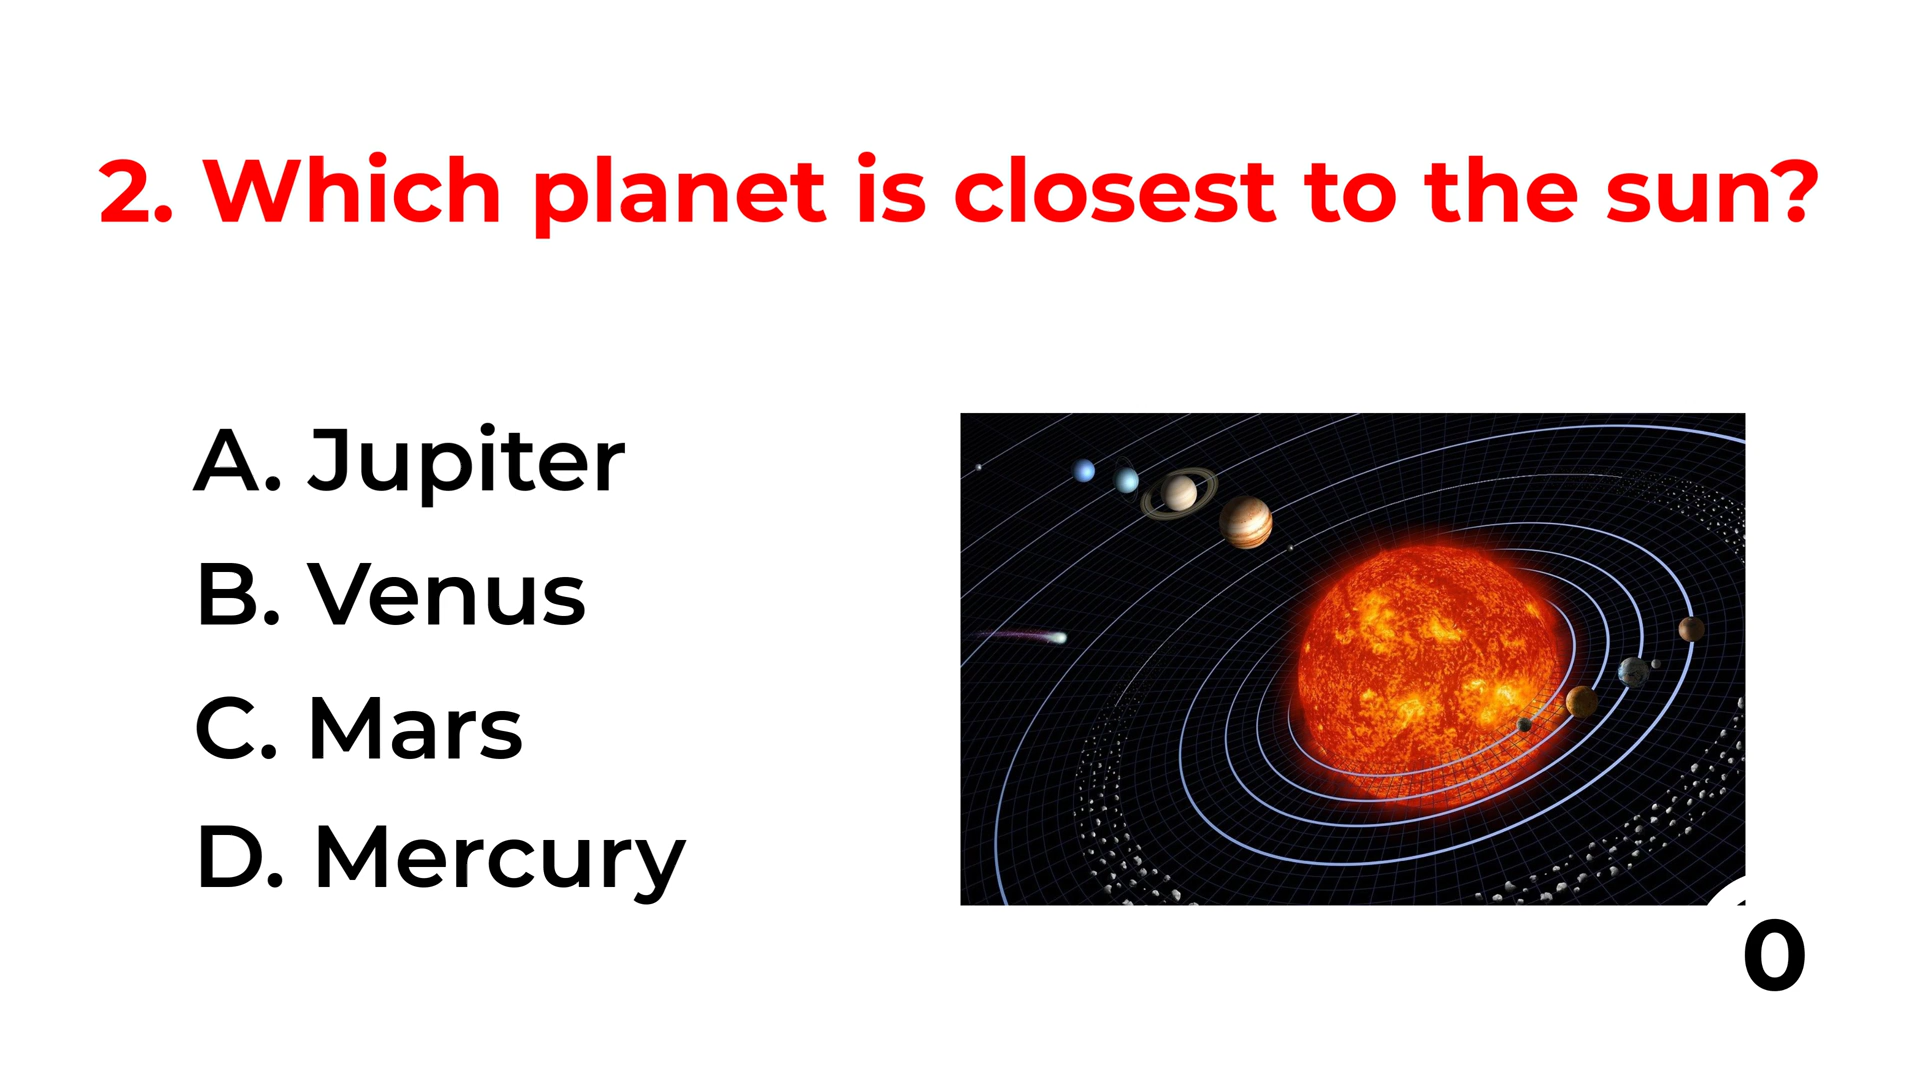 2. Which planet is closest to the sun?
A. Jupiter
B. Venus
C. Mars
D. Mercury
0